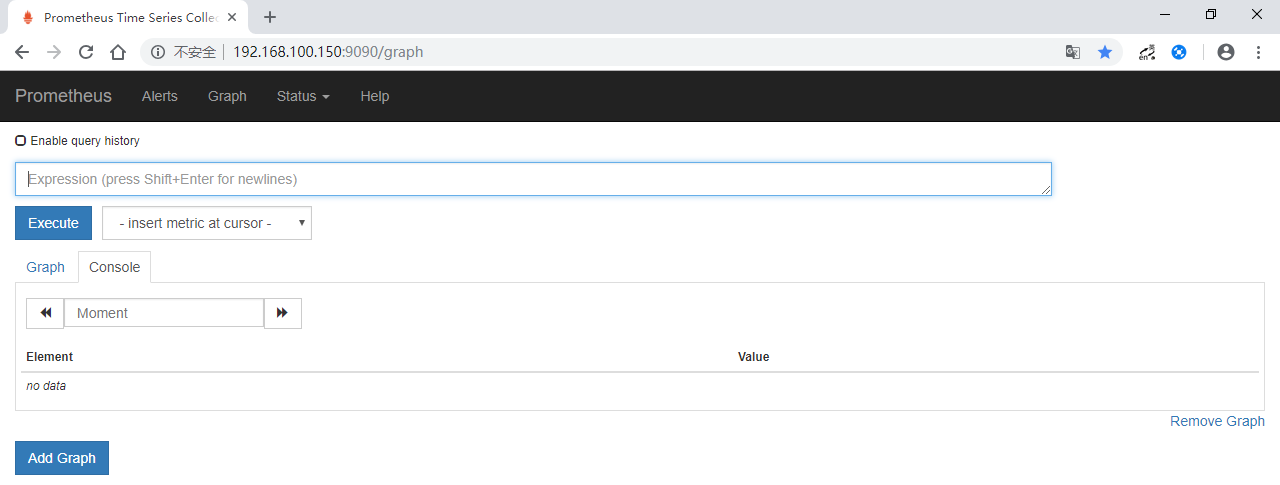 Prometheus Time Series Collec
不安全 192.168.100.150:9090/graph
en
Prometheus Alerts Graph Status Help
Enable query history
Expression (press Shift+Enter for newlines)
Execute - insert metric at cursor -
Graph Console
Moment
Element Value
no data
Remove Graph
Add Graph